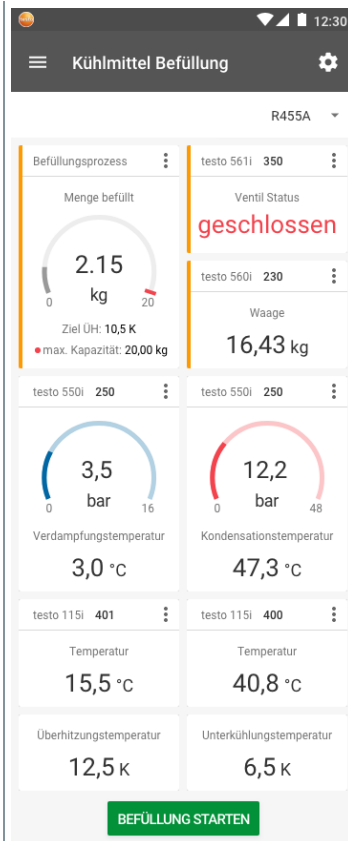 12:30
Kühlmittel Befüllung
R455A
Befüllungsprozess
Menge befüllt
2.15
kg
0
20
Ziel ÜH: 10,5 K
max. Kapazität: 20,00 kg
testo 561i 350
Ventil Status
geschlossen
testo 560i 230
Waage
16,43 kg
testo 550i 250
3,5
bar
0
16
Verdampfungstemperatur
3,0 °C
testo 550i 250
12,2
bar
0
48
Kondensationstemperatur
47,3 °C
testo 115i 401
Temperatur
15,5 °C
testo 115i 400
Temperatur
40,8 °C
Überhitzungstemperatur
12,5 K
Unterkühlungstemperatur
6,5 K
BEFÜLLUNG STARTEN